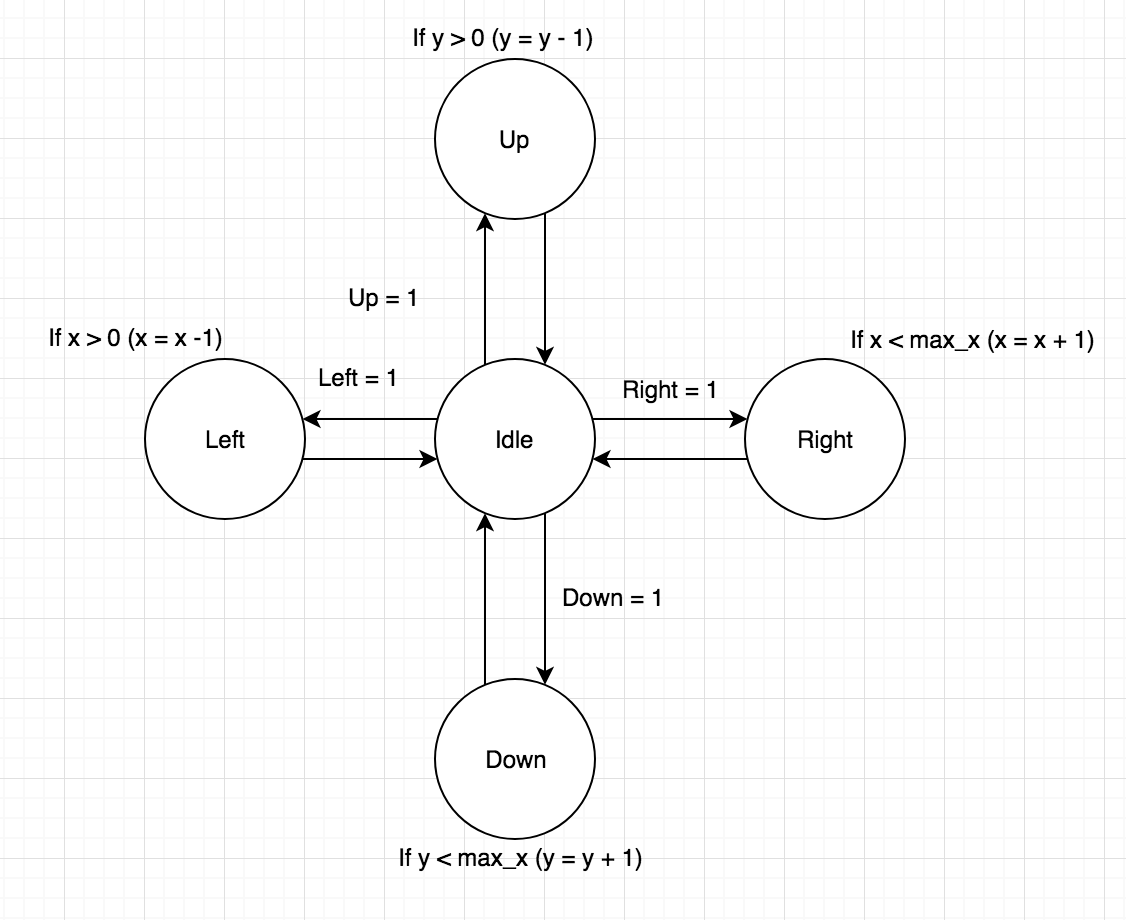 If y > 0 (y = y - 1)
Up
Up = 1
If x > 0 (x = x -1)
If x < max_x (x = x + 1)
Left = 1
Right = 1
Left
Idle
Right
Down = 1
Down
If y < max_x (y = y + 1)